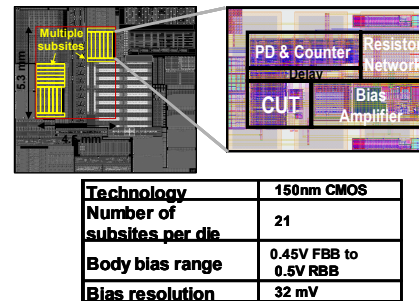 Multiple
subsites
5.3 mm
4.5 mm
PD & Counter
Resistor
Network
Delay
CUT
Bias
Amplifier
Technology 150nm CMOS
Number of
subsites per die 21
Body bias range 0.45V FBB to
0.5V RBB
Bias resolution 32 mV